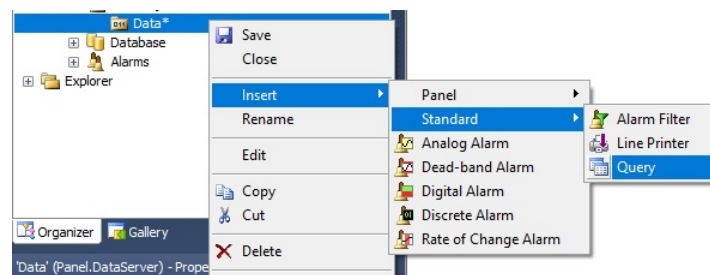 Data*
Database
Alarms
Explorer
Organizer
Gallery
'Data' (Panel.DataServer) - Prope
Save
Close
Insert
Rename
Edit
Copy
Cut
Delete
Panel
Standard
Analog Alarm
Dead-band Alarm
Digital Alarm
Discrete Alarm
Rate of Change Alarm
Alarm Filter
Line Printer
Query